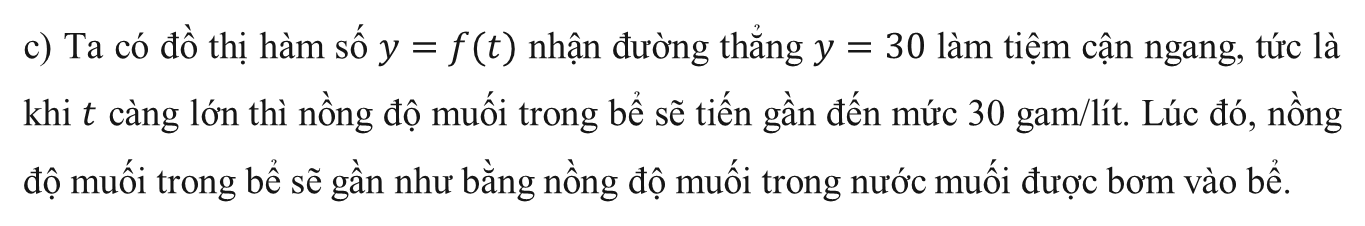 c) Ta có đồ thị hàm số y = f(t) nhận đường thẳng y = 30 làm tiệm cận ngang, tức là
khi t càng lớn thì nồng độ muối trong bể sẽ tiến gần đến mức 30 gam/lít. Lúc đó, nồng
độ muối trong bể sẽ gần như bằng nồng độ muối trong nước muối được bơm vào bể.